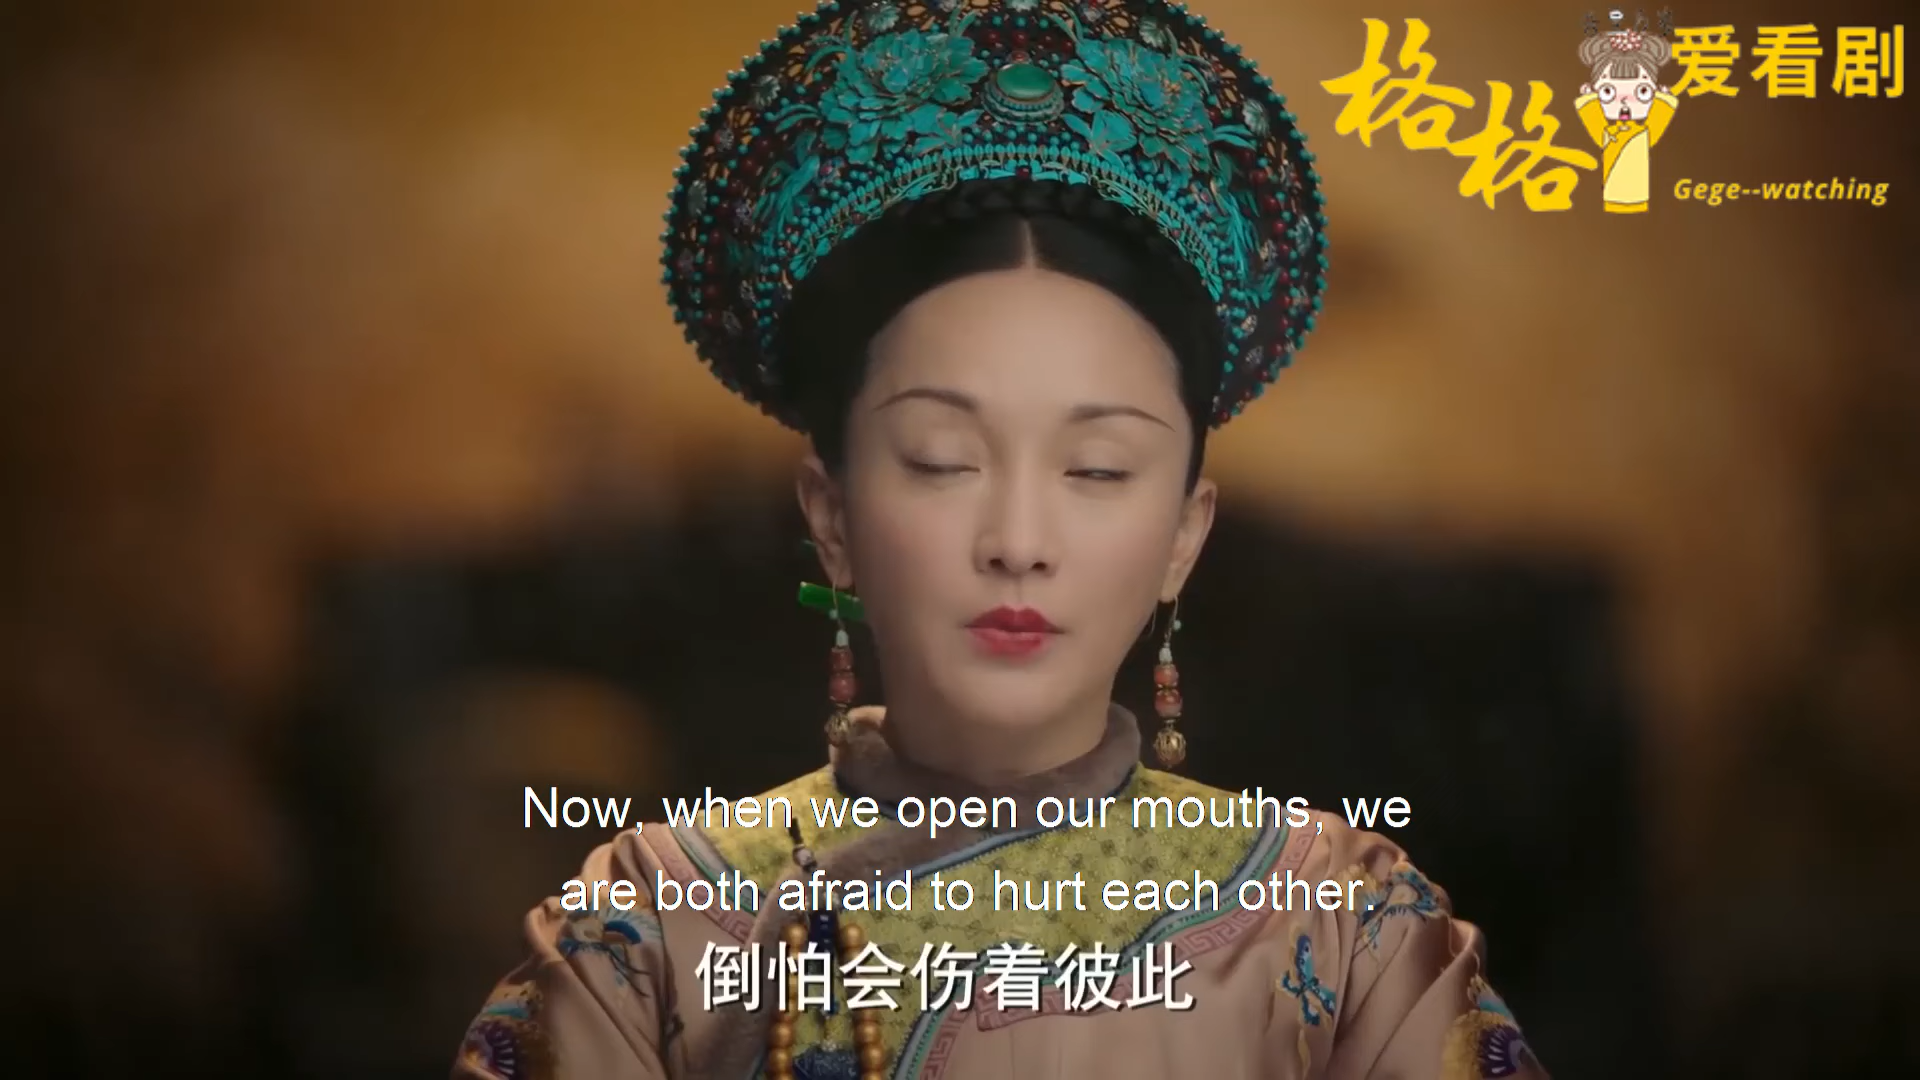 格格爱看剧
Gege--watching
Now, when we open our mouths, we
are both afraid to hurt each other.
倒怕会伤着彼此